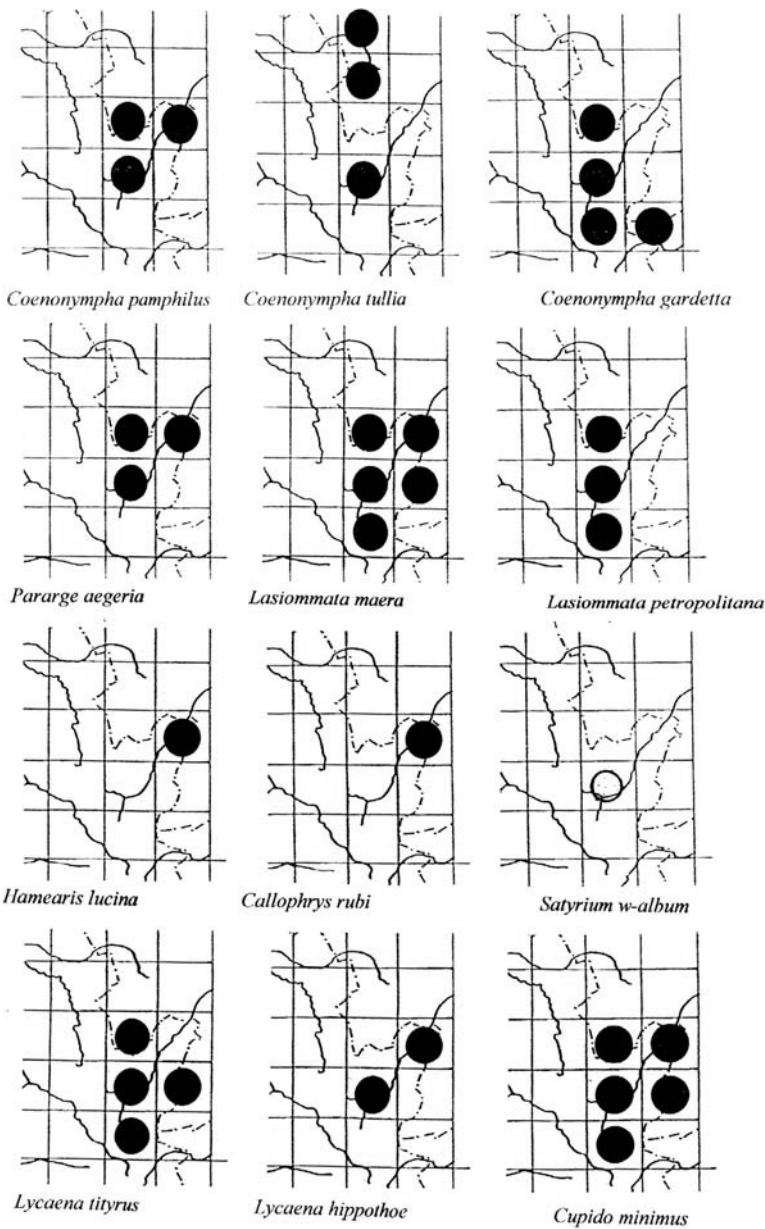 Coenonympha pamphilus
Coenonympha tullia
Coenonympha gardetta
Pararge aegeria
Lasiommata maera
Lasiommata petropolitana
Hamearis lucina
Callophrys rubi
Satyrium w-album
Lycaena tityrus
Lycaena hippothoe
Cupido minimus